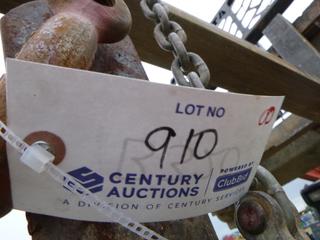 LOT NO
910
CENTURY
AUCTIONS
POWERED BY
ClubBid
A DIVISION OF CENTURY SERVICES